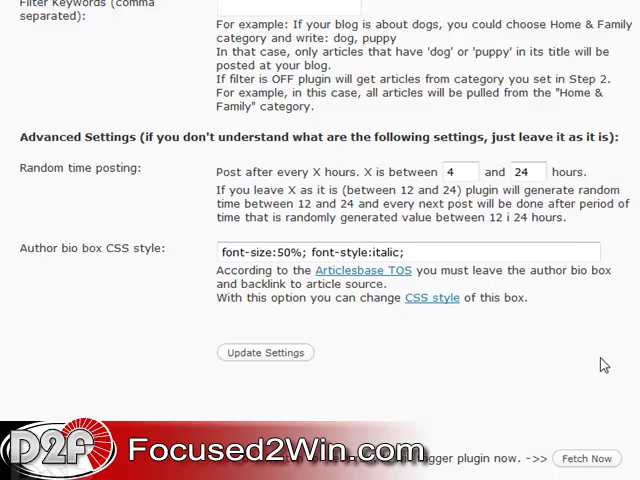 Filter Keywords (comma
separated):
For example: If your blog is about dogs, you could choose Home & Family
category and write: dog, puppy
In that case, only articles that have 'dog' or 'puppy' in its title will be
posted at your blog.
If filter is OFF plugin will get articles from category you set in Step 2.
For example, in this case, all articles will be pulled from the "Home &
Family" category.
Advanced Settings (if you don't understand what are the following settings, just leave it as it is):
Random time posting:
Post after every X hours. X is between 4 and 24 hours.
If you leave X as it is (between 12 and 24) plugin will generate random
time between 12 and 24 and every next post will be done after period of
time that is randomly generated value between 12 i 24 hours.
Author bio box CSS style:
font-size:50%; font-style:italic;
According to the Articlesbase TOS you must leave the author bio box
and backlink to article source.
With this option you can change CSS style of this box.
Update Settings
D2F
Focused2Win.com
plugin now. ->> Fetch Now